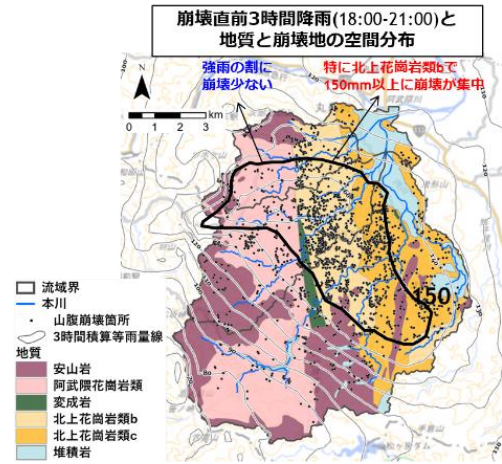 崩壊直前3時間降雨(18:00-21:00)と
地質と崩壊地の空間分布
強雨の割に
崩壊少ない
特に北上花崗岩類bで
150mm以上に崩壊が集中
N
0 1 2 3
km
150
流域界
本川
山腹崩壊箇所
3時間積算等雨量線
地質
安山岩
阿武隈花崗岩類
変成岩
北上花崗岩類b
北上花崗岩類c
堆積岩